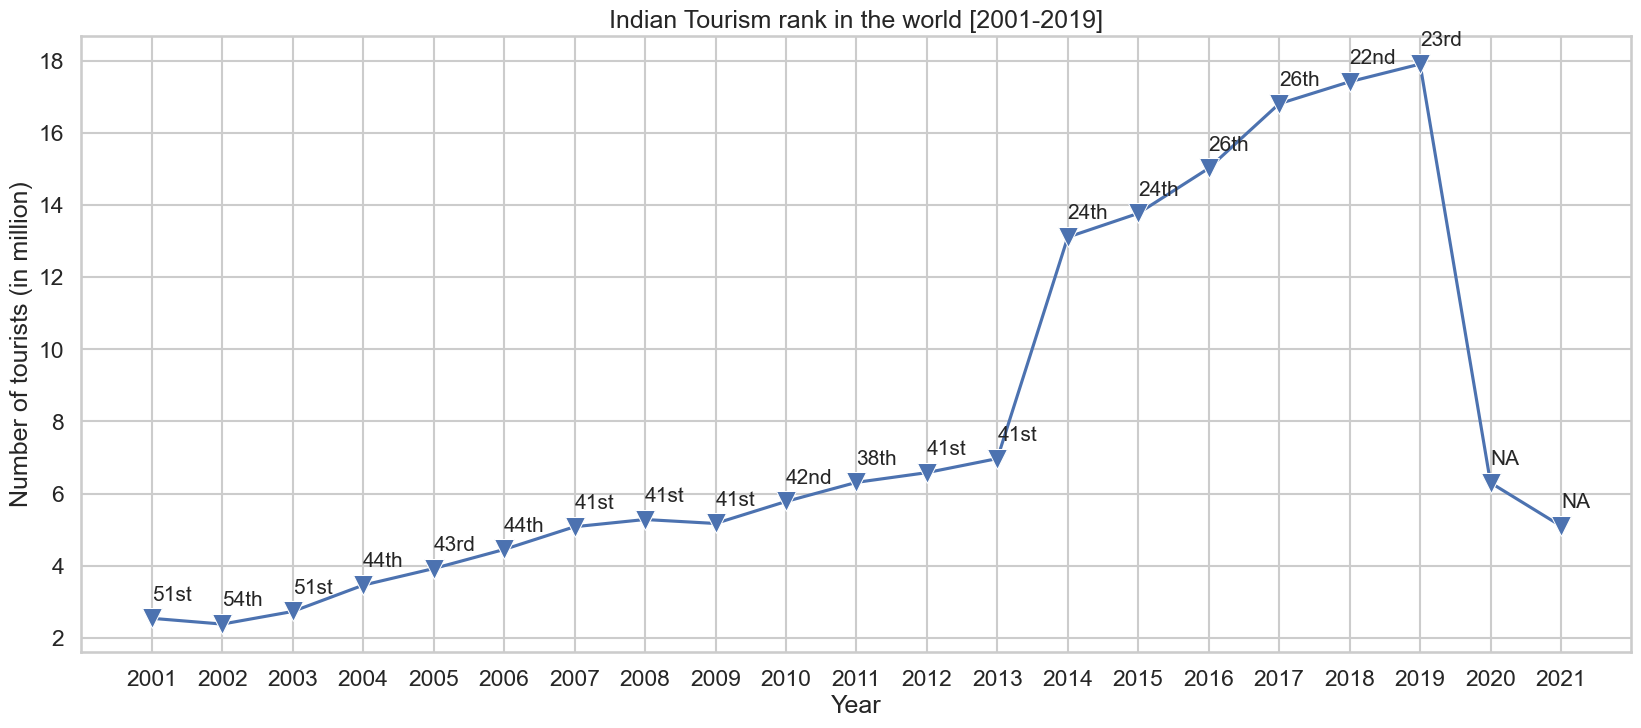 Indian Tourism rank in the world [2001-2019]
Number of tourists (in million)
18
16
14
12
10
8
6
4
2
51st
54th
51st
44th
43rd
44th
41st
41st
41st
42nd
38th
41st
41st
24th
24th
26th
26th
22nd
23rd
NA
NA
2001 2002 2003 2004 2005 2006 2007 2008 2009 2010 2011 2012 2013 2014 2015 2016 2017 2018 2019 2020 2021
Year